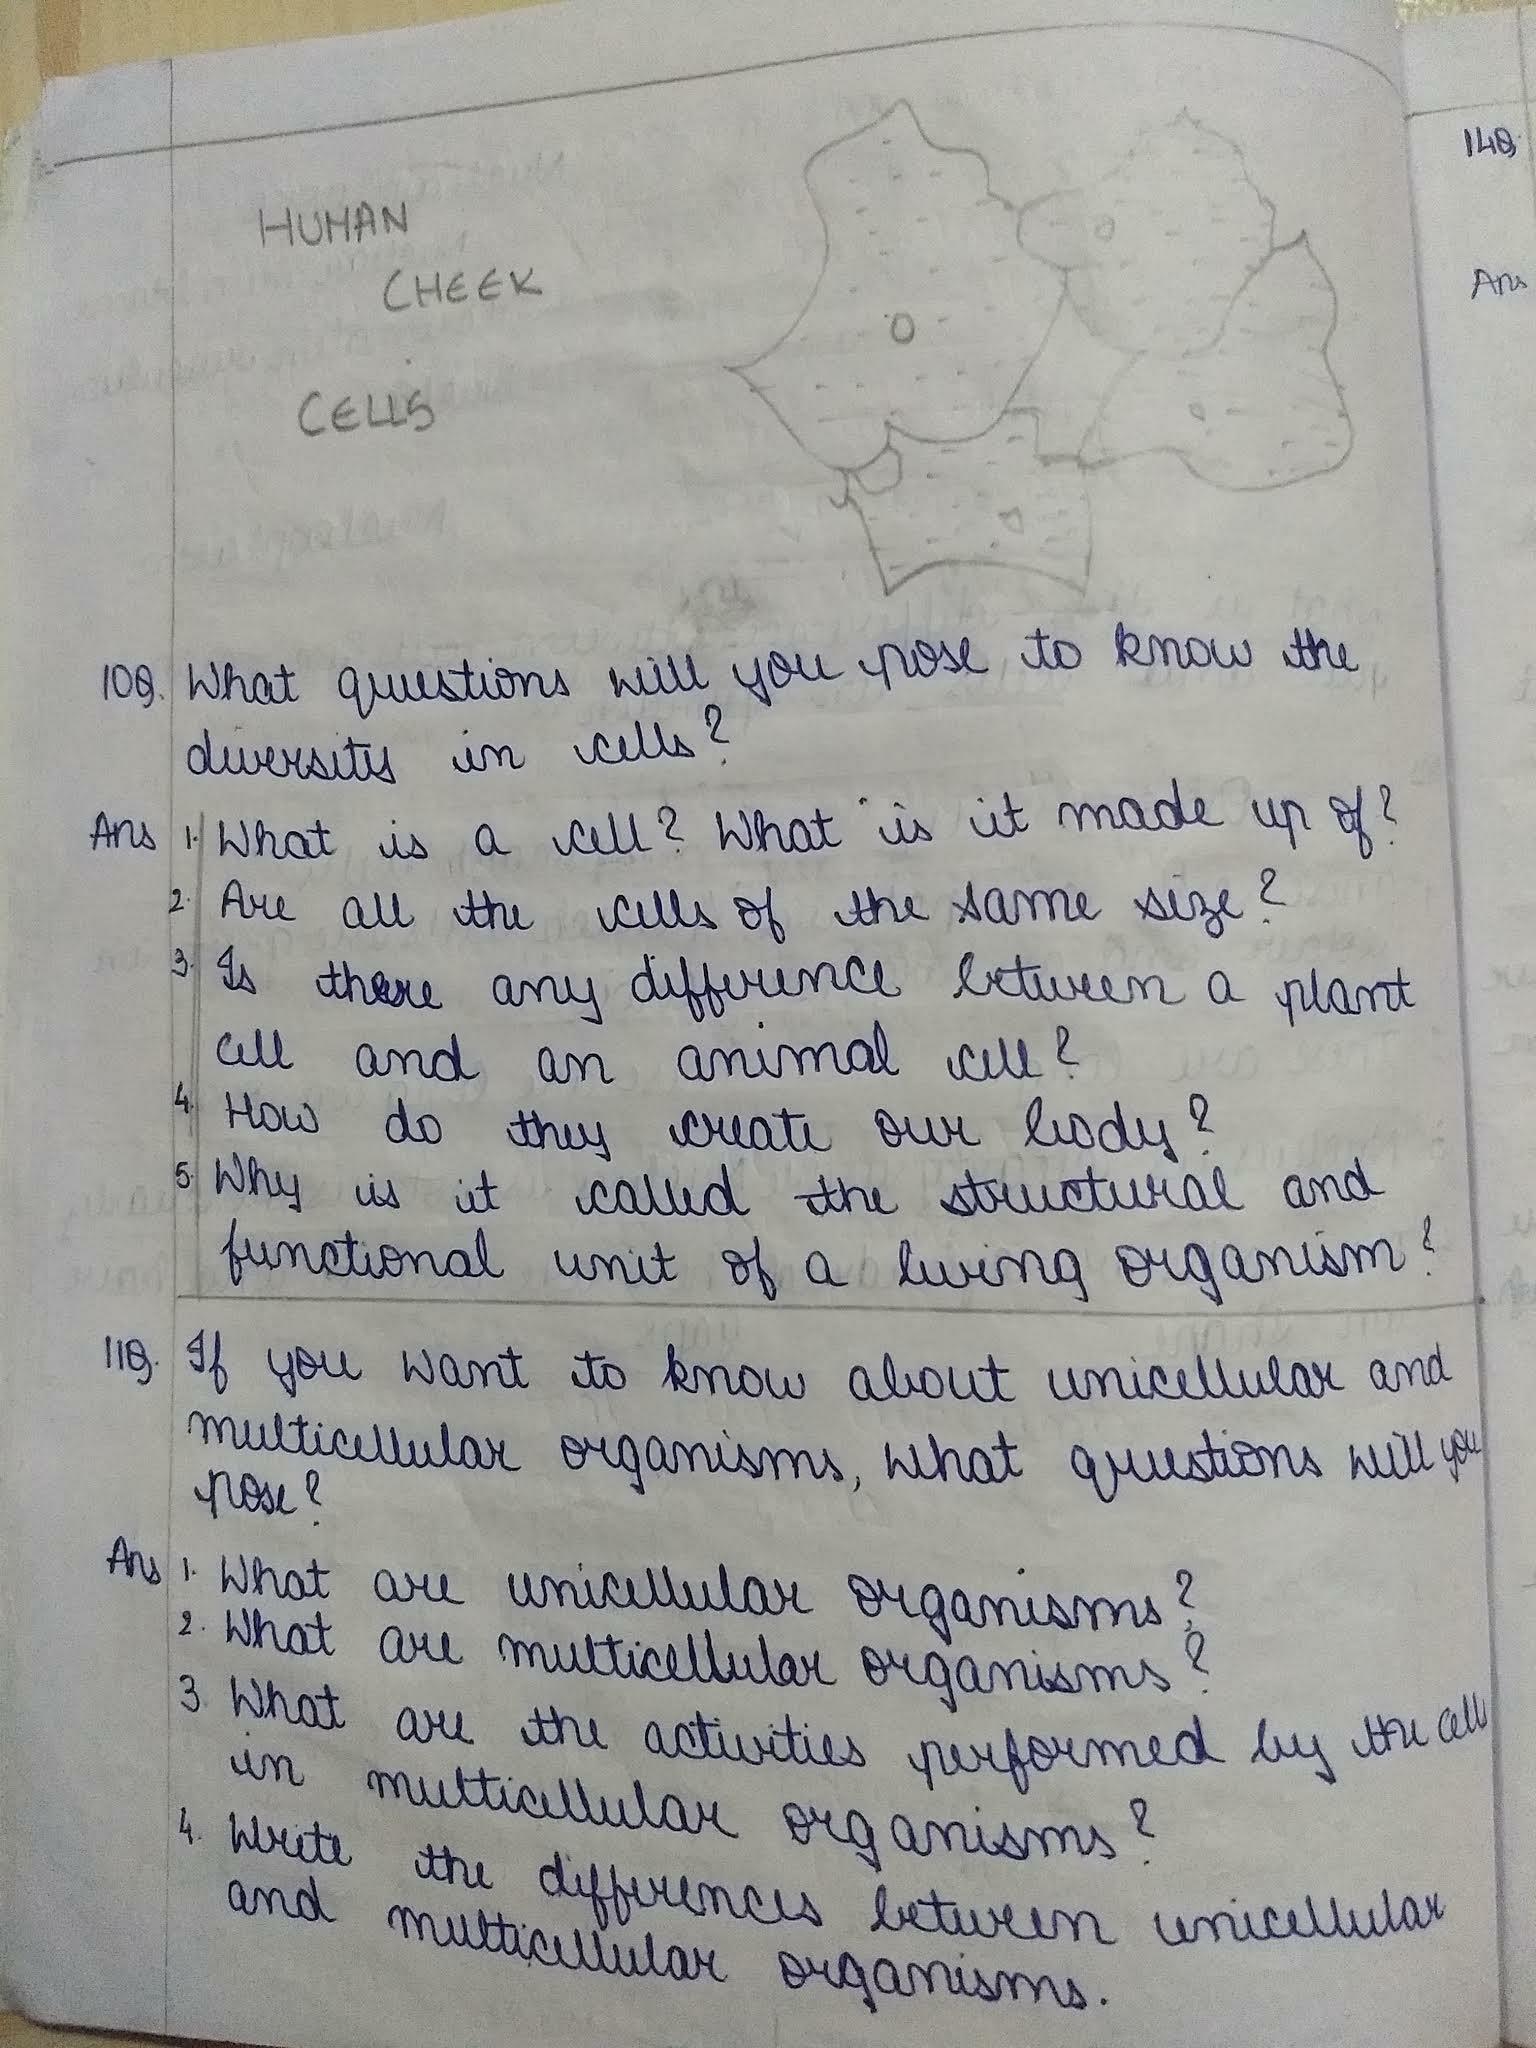 HUMAN
CHEEK
CELLS
10Q. What questions will you pose to know the
diversity in cells?
Ans 1. What is a cell? What is it made up of?
2. Are all the cells of the same size?
3. Is there any difference between a plant
cell and an animal cell?
4. How do they create our body?
5. Why is it called the structural and
functional unit of a living organism?
11Q. If you want to know about unicellular and
multicellular organisms, what questions will you
pose?
Ans 1. What are unicellular organisms?
2. What are multicellular organisms?
3 What are the activities performed by the cells
in multicellular organisms?
4. Write the differences between unicellular
and multicellular organisms.
14Q.
Ans